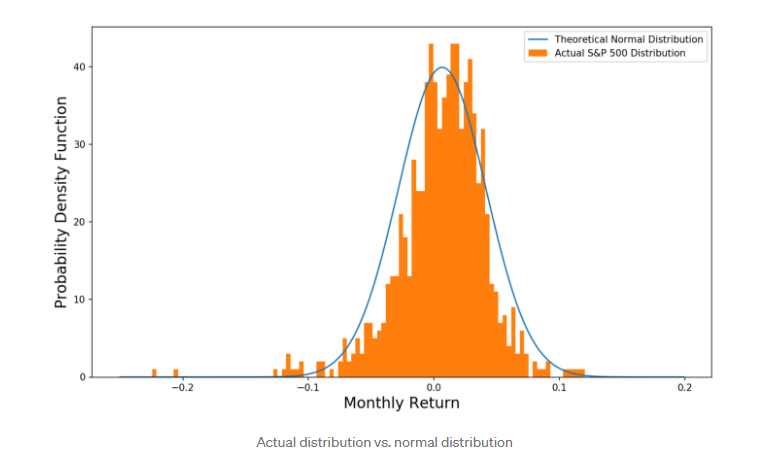 Theoretical Normal Distribution
Actual S&P 500 Distribution
Probability Density Function
40
30
20
10
0
−0.2
−0.1
0.0
0.1
0.2
Monthly Return
Actual distribution vs. normal distribution